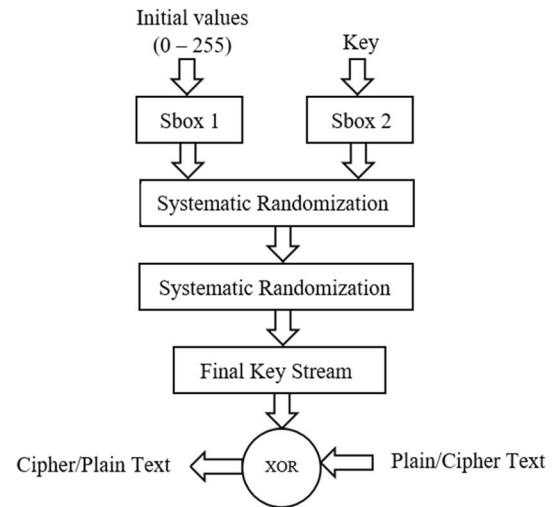 Initial values
(0 – 255)
Key
Sbox 1
Sbox 2
Systematic Randomization
Systematic Randomization
Final Key Stream
Cipher/Plain Text
XOR
Plain/Cipher Text